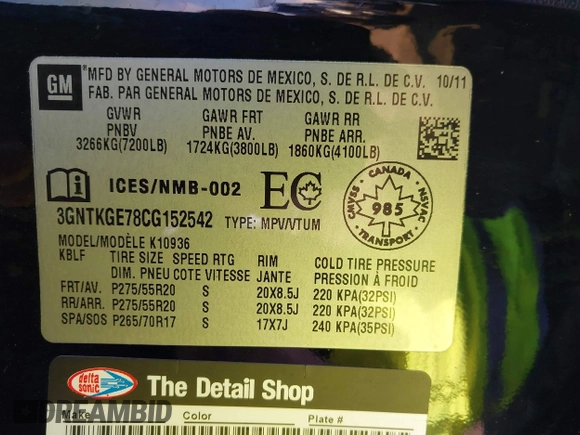 GM
MFD BY GENERAL MOTORS DE MEXICO, S. DE R.L. DE C.V. 10/11
FAB. PAR GENERAL MOTORS DE MEXICO, S. DE R.L. DE C.V.
GVWR GAWR FRT GAWR RR
PNBV PNBE AV. PNBE ARR.
3266KG(7200LB) 1724KG(3800LB) 1860KG(4100LB)
ICES/NMB-002 EC
CANADA
CMVSS NSVAC
985
TRANSPORT
3GNTKGE78CG152542 TYPE: MPV/VTUM
MODEL/MODÈLE K10936
KBLF TIRE SIZE SPEED RTG RIM COLD TIRE PRESSURE
DIM. PNEU COTE VITESSE JANTE PRESSION À FROID
FRT/AV. P275/55R20 S 20X8.5J 220 KPA(32PSI)
RR/ARR. P275/55R20 S 20X8.5J 220 KPA(32PSI)
SPA/SOS P265/70R17 S 17X7J 240 KPA(35PSI)
delta sonic The Detail Shop
Make Color Plate #
DREAMBID